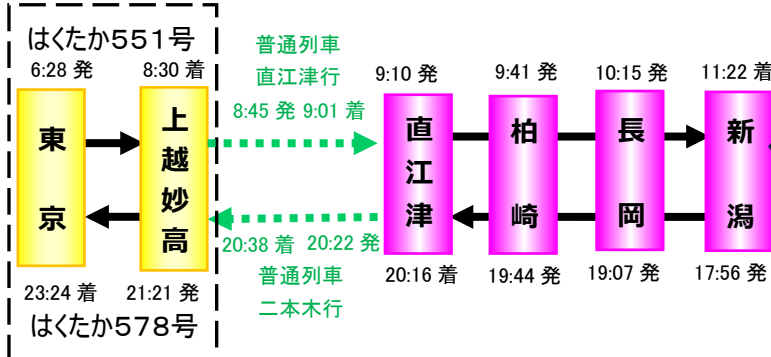 はくたか551号
6:28 発
8:30 着
東京
上越妙高
23:24 着
21:21 発
はくたか578号
普通列車
直江津行
8:45 発 9:01 着
20:38 着 20:22 発
普通列車
二本木行
9:10 発
9:41 発
10:15 発
11:22 着
直江津
柏崎
長岡
新潟
20:16 着
19:44 発
19:07 発
17:56 発